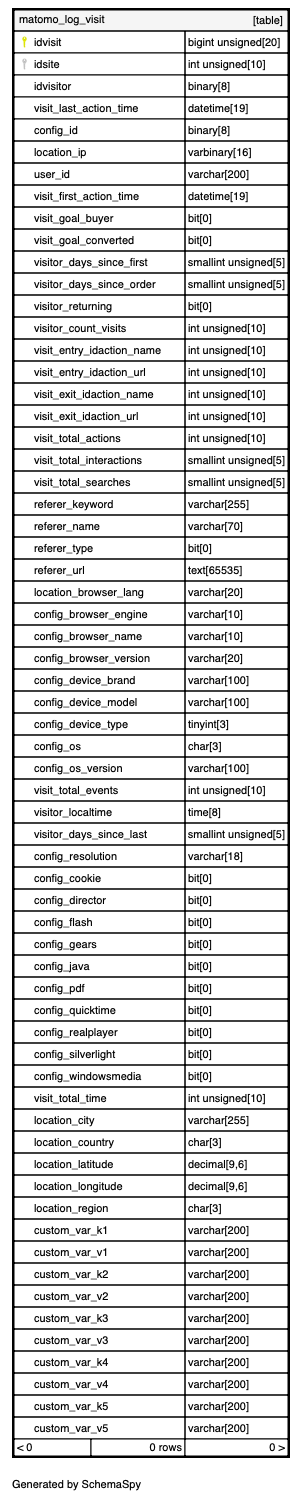 matomo_log_visit [table]
idvisit bigint unsigned[20]
idsite int unsigned[10]
idvisitor binary[8]
visit_last_action_time datetime[19]
config_id binary[8]
location_ip varbinary[16]
user_id varchar[200]
visit_first_action_time datetime[19]
visit_goal_buyer bit[0]
visit_goal_converted bit[0]
visitor_days_since_first smallint unsigned[5]
visitor_days_since_order smallint unsigned[5]
visitor_returning bit[0]
visitor_count_visits int unsigned[10]
visit_entry_idaction_name int unsigned[10]
visit_entry_idaction_url int unsigned[10]
visit_exit_idaction_name int unsigned[10]
visit_exit_idaction_url int unsigned[10]
visit_total_actions int unsigned[10]
visit_total_interactions smallint unsigned[5]
visit_total_searches smallint unsigned[5]
referer_keyword varchar[255]
referer_name varchar[70]
referer_type bit[0]
referer_url text[65535]
location_browser_lang varchar[20]
config_browser_engine varchar[10]
config_browser_name varchar[10]
config_browser_version varchar[20]
config_device_brand varchar[100]
config_device_model varchar[100]
config_device_type tinyint[3]
config_os char[3]
config_os_version varchar[100]
visit_total_events int unsigned[10]
visitor_localtime time[8]
visitor_days_since_last smallint unsigned[5]
config_resolution varchar[18]
config_cookie bit[0]
config_director bit[0]
config_flash bit[0]
config_gears bit[0]
config_java bit[0]
config_pdf bit[0]
config_quicktime bit[0]
config_realplayer bit[0]
config_silverlight bit[0]
config_windowsmedia bit[0]
visit_total_time int unsigned[10]
location_city varchar[255]
location_country char[3]
location_latitude decimal[9,6]
location_longitude decimal[9,6]
location_region char[3]
custom_var_k1 varchar[200]
custom_var_v1 varchar[200]
custom_var_k2 varchar[200]
custom_var_v2 varchar[200]
custom_var_k3 varchar[200]
custom_var_v3 varchar[200]
custom_var_k4 varchar[200]
custom_var_v4 varchar[200]
custom_var_k5 varchar[200]
custom_var_v5 varchar[200]
< 0 0 rows 0 >
Generated by SchemaSpy